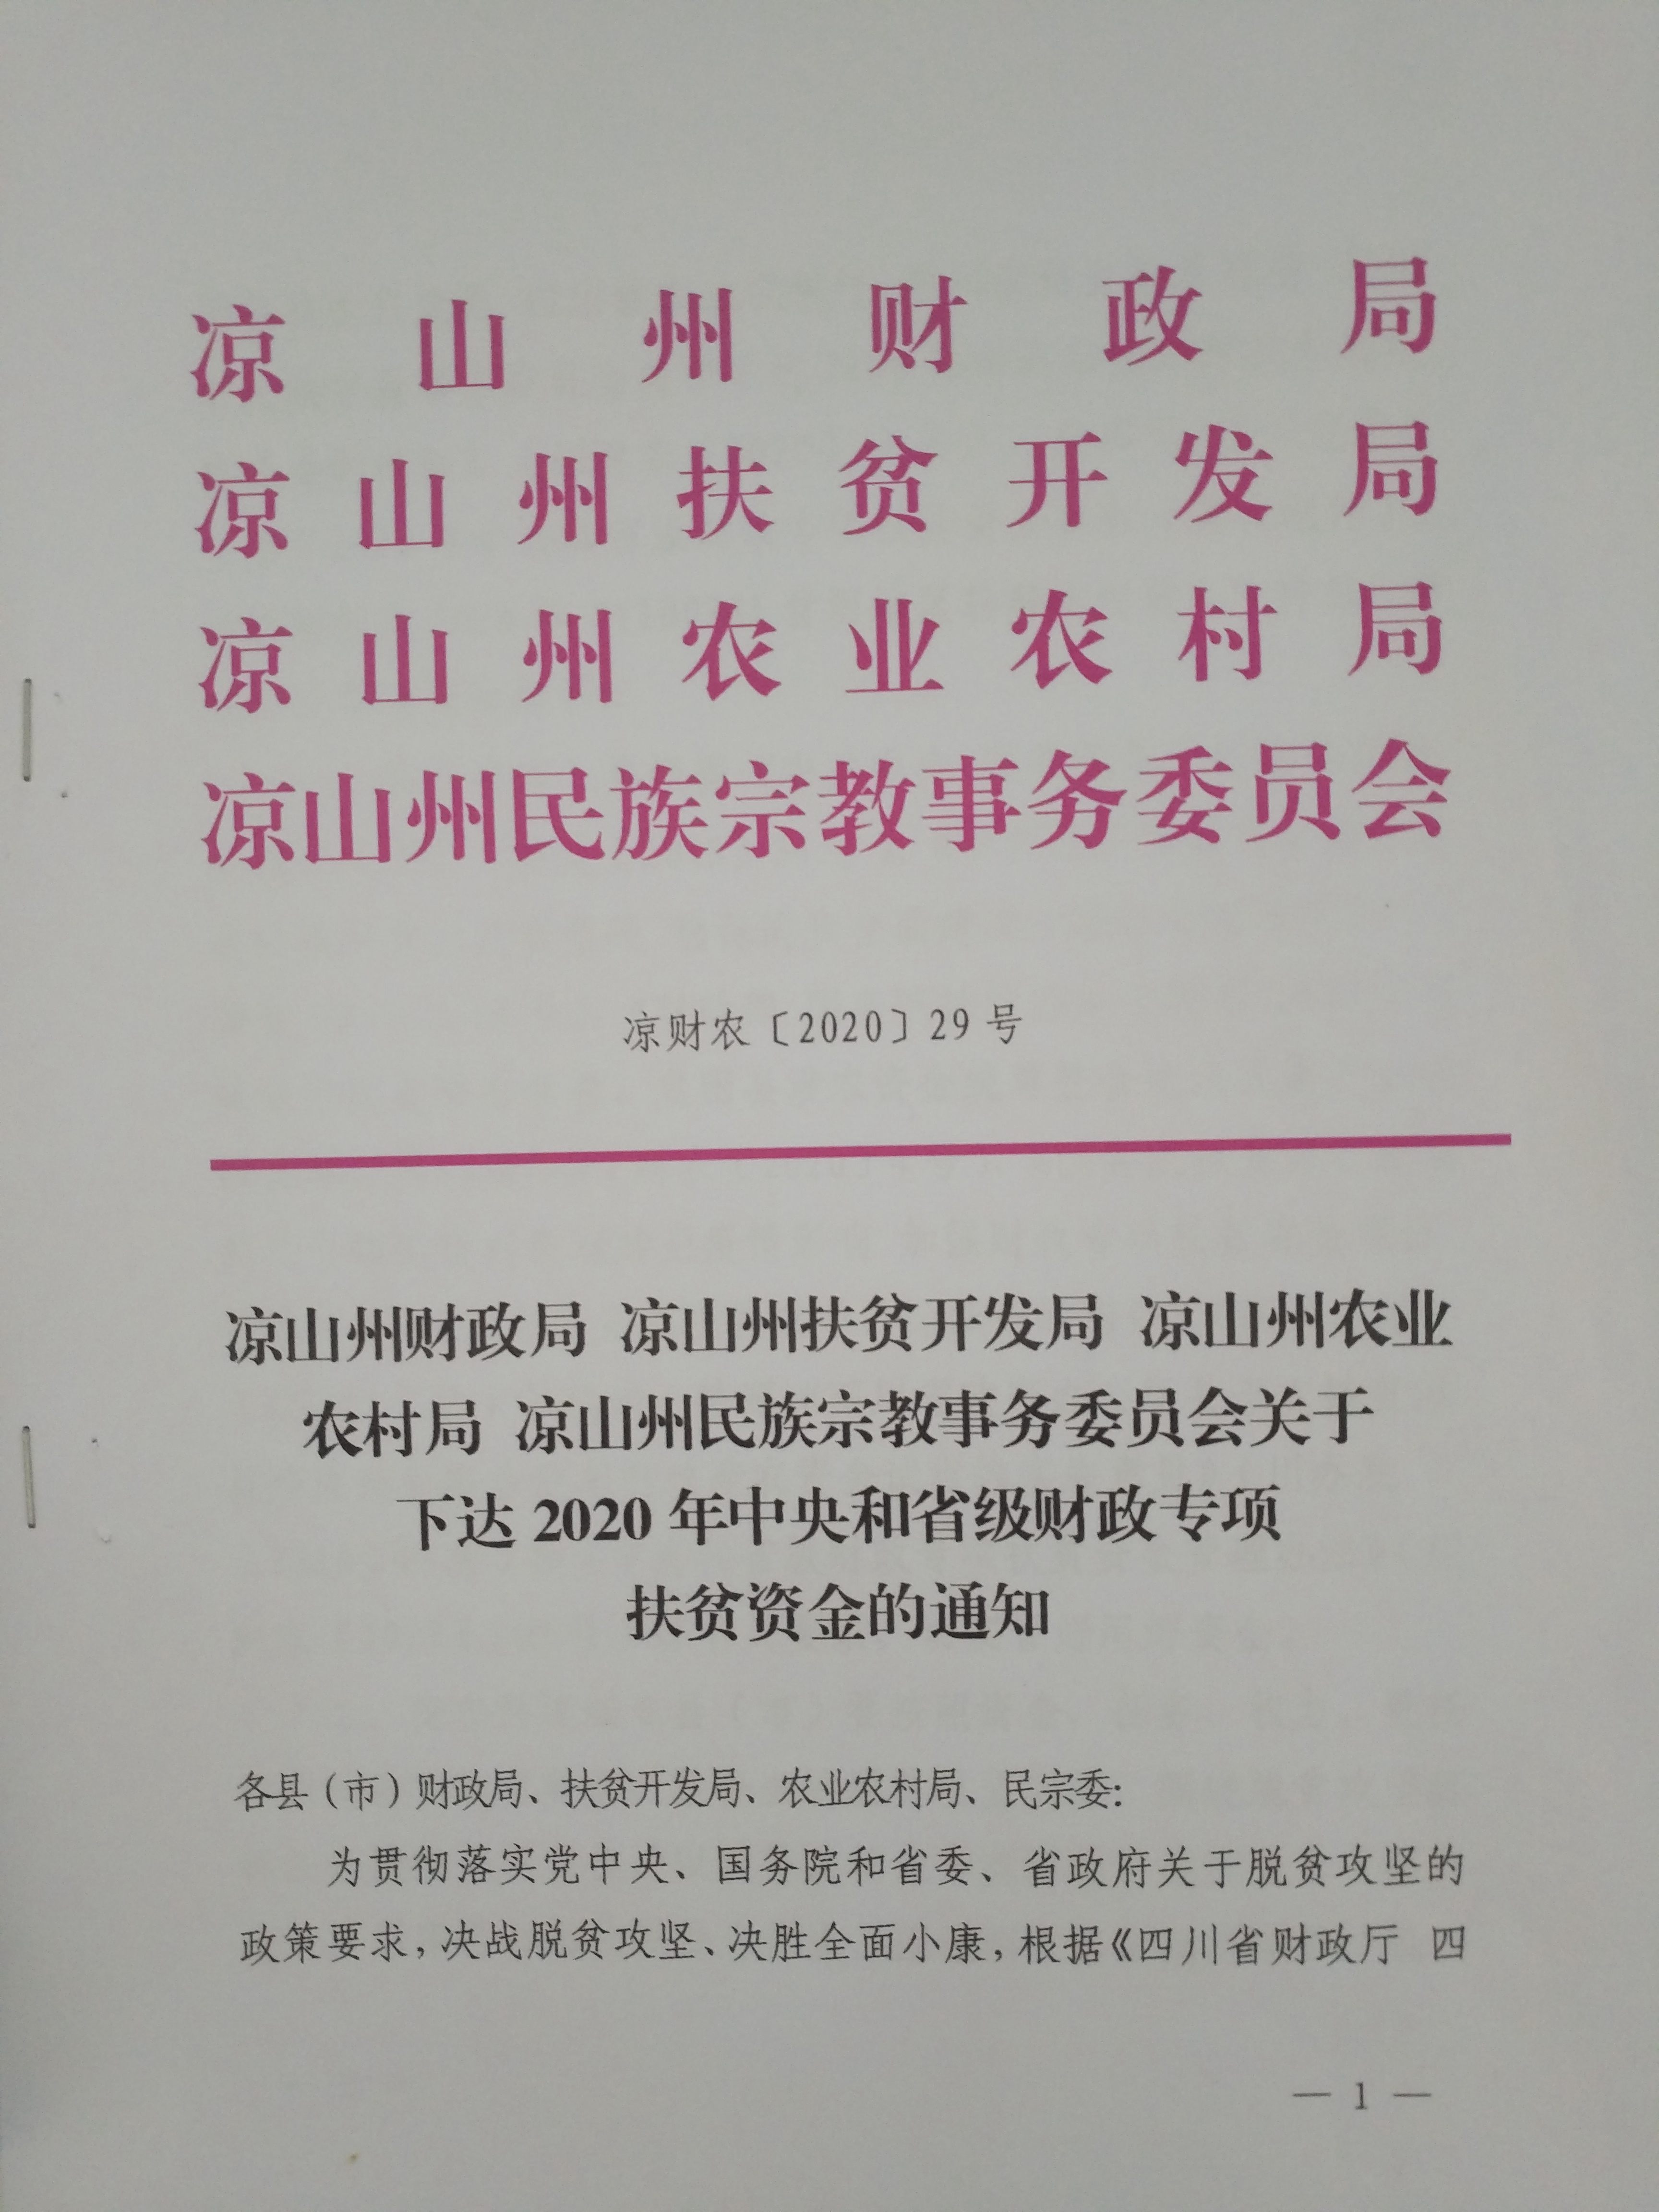 凉山州财政局
凉山州扶贫开发局
凉山州农业农村局
凉山州民族宗教事务委员会
凉财农〔2020〕29 号
凉山州财政局 凉山州扶贫开发局 凉山州农业
农村局 凉山州民族宗教事务委员会关于
下达 2020 年中央和省级财政专项
扶贫资金的通知
各县（市）财政局、扶贫开发局、农业农村局、民宗委:
为贯彻落实党中央、国务院和省委、省政府关于脱贫攻坚的
政策要求,决战脱贫攻坚、决胜全面小康,根据《四川省财政厅 四
— 1 —